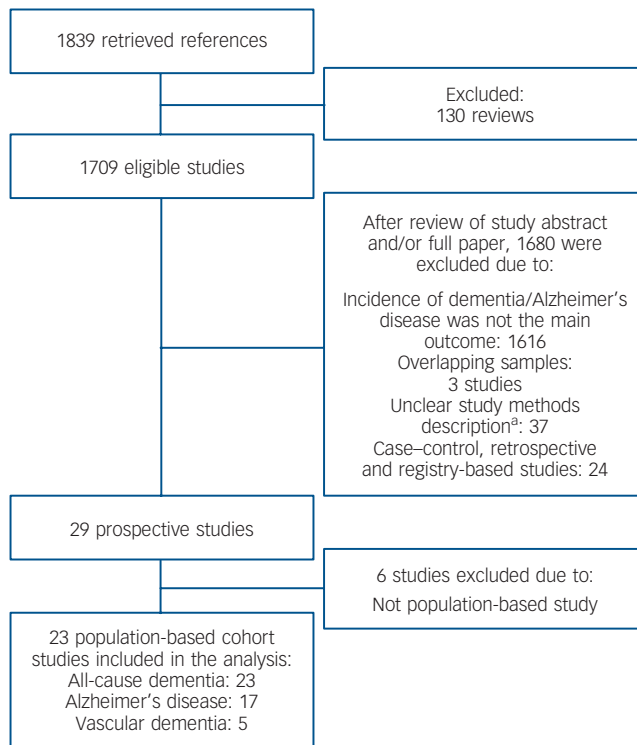 1839 retrieved references
Excluded:
130 reviews
1709 eligible studies
After review of study abstract
and/or full paper, 1680 were
excluded due to:
Incidence of dementia/Alzheimer’s
disease was not the main
outcome: 1616
Overlapping samples:
3 studies
Unclear study methods
descriptionᵃ: 37
Case–control, retrospective
and registry-based studies: 24
29 prospective studies
6 studies excluded due to:
Not population-based study
23 population-based cohort
studies included in the analysis:
All-cause dementia: 23
Alzheimer’s disease: 17
Vascular dementia: 5